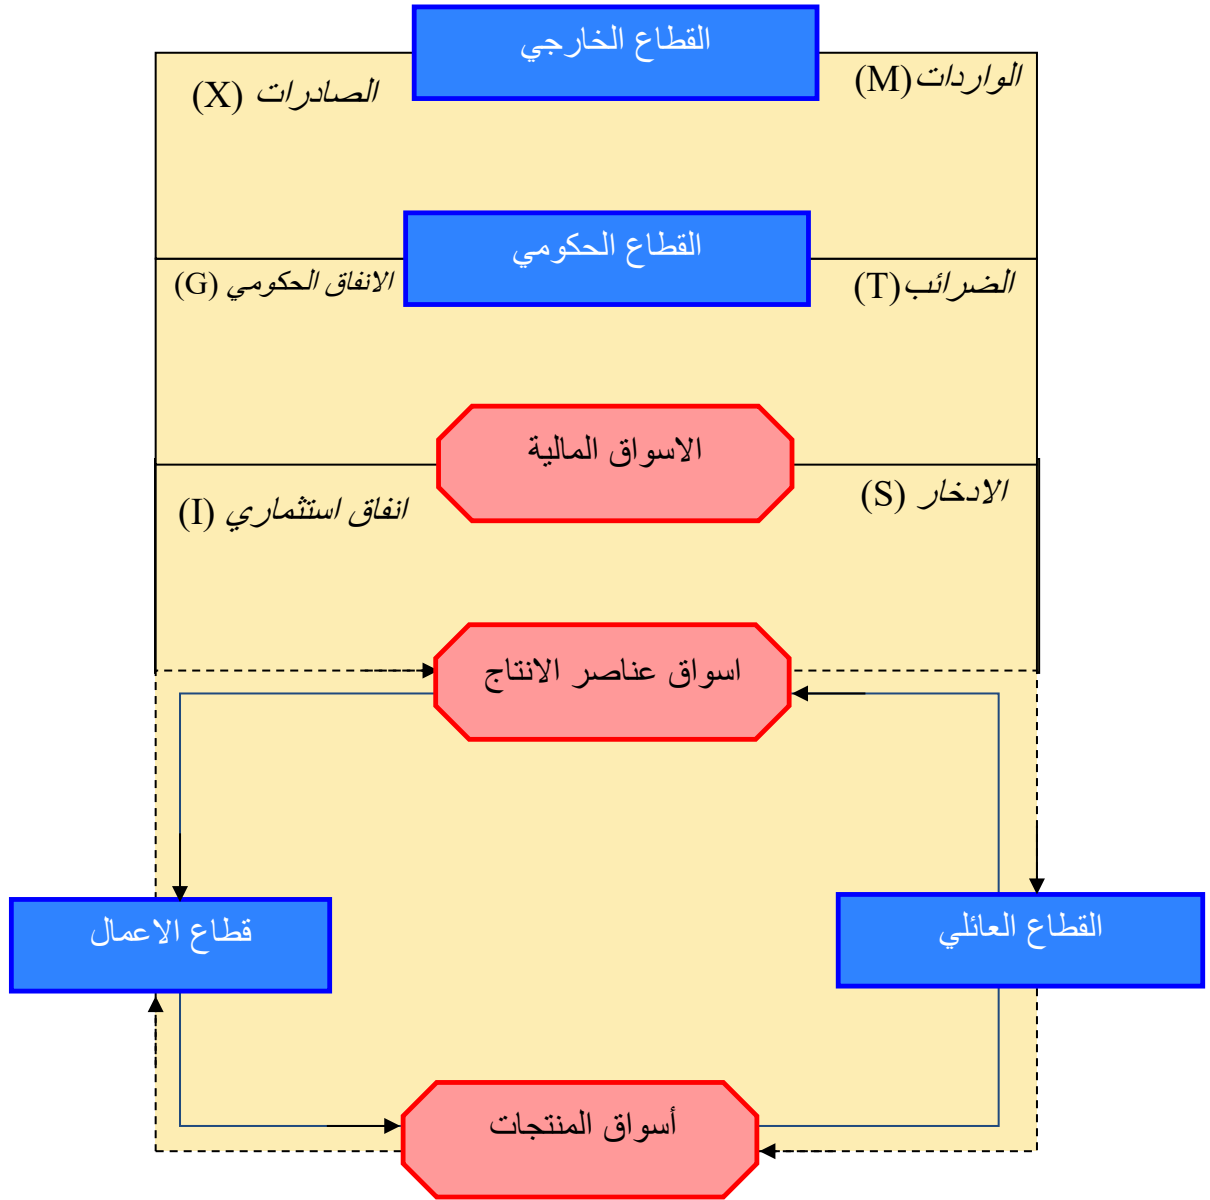 القطاع الخارجي
الواردات(M)
الصادرات (X)
القطاع الحكومي
الضرائب(T)
الانفاق الحكومي (G)
الاسواق المالية
الادخار (S)
انفاق استثماري (I)
اسواق عناصر الانتاج
القطاع العائلي
قطاع الاعمال
أسواق المنتجات